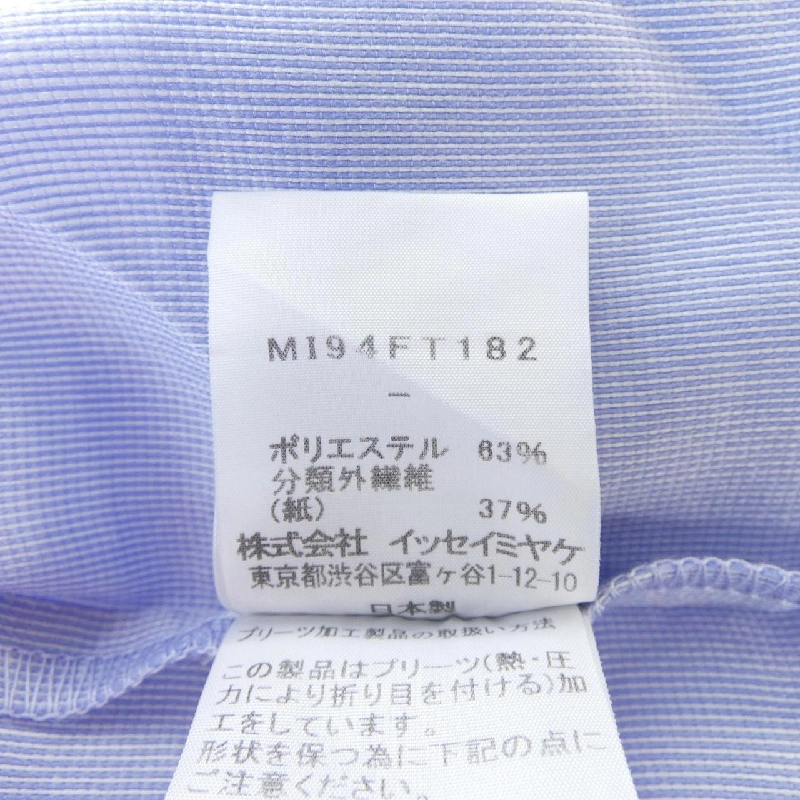 MI94FT182
—
ポリエステル 63%
分類外繊維
(紙) 37%
株式会社 イッセイミヤケ
東京都渋谷区富ヶ谷1-12-10
日本製
プリーツ加工製品の取扱い方法
この製品はプリーツ(熱・圧
力により折り目を付ける)加
工をしています。
形状を保つ為に下記の点に
ご注意ください。